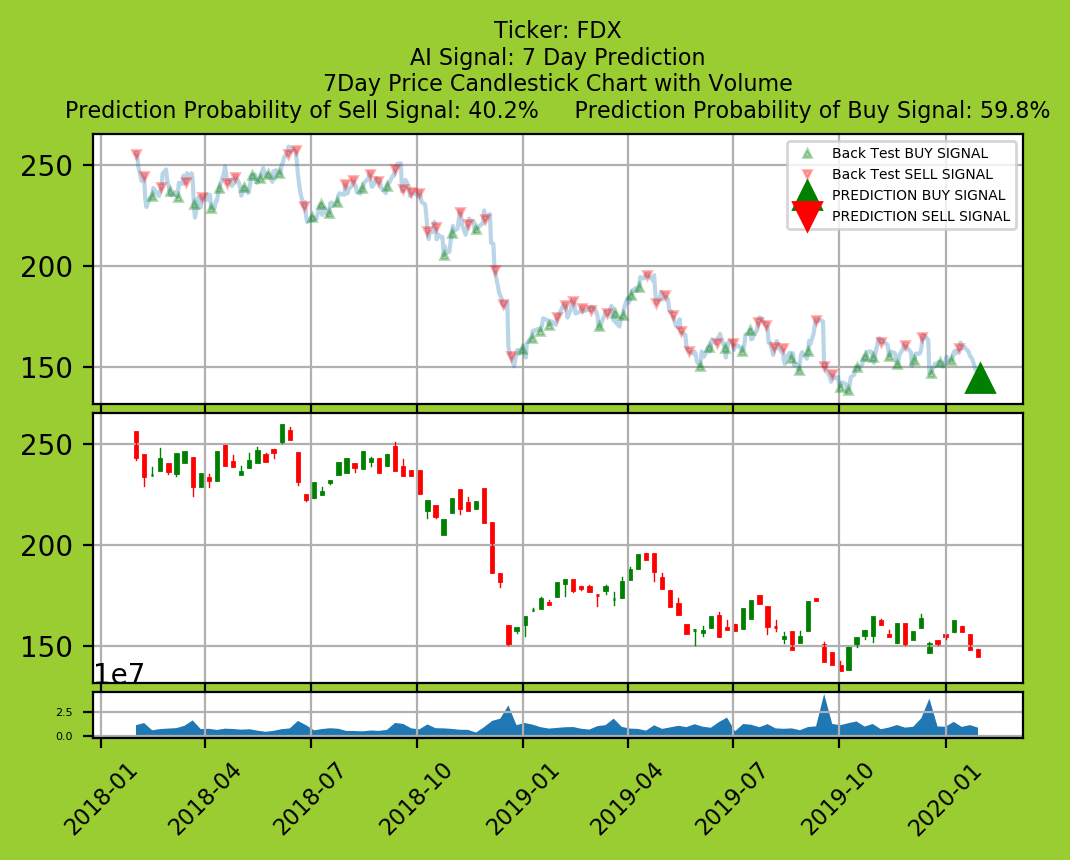 Ticker: FDX
AI Signal: 7 Day Prediction
7Day Price Candlestick Chart with Volume
Prediction Probability of Sell Signal: 40.2% Prediction Probability of Buy Signal: 59.8%
250
200
150
Back Test BUY SIGNAL
Back Test SELL SIGNAL
PREDICTION BUY SIGNAL
PREDICTION SELL SIGNAL
250
200
150
1e7
2.5
0.0
2018-01 2018-04 2018-07 2018-10 2019-01 2019-04 2019-07 2019-10 2020-01